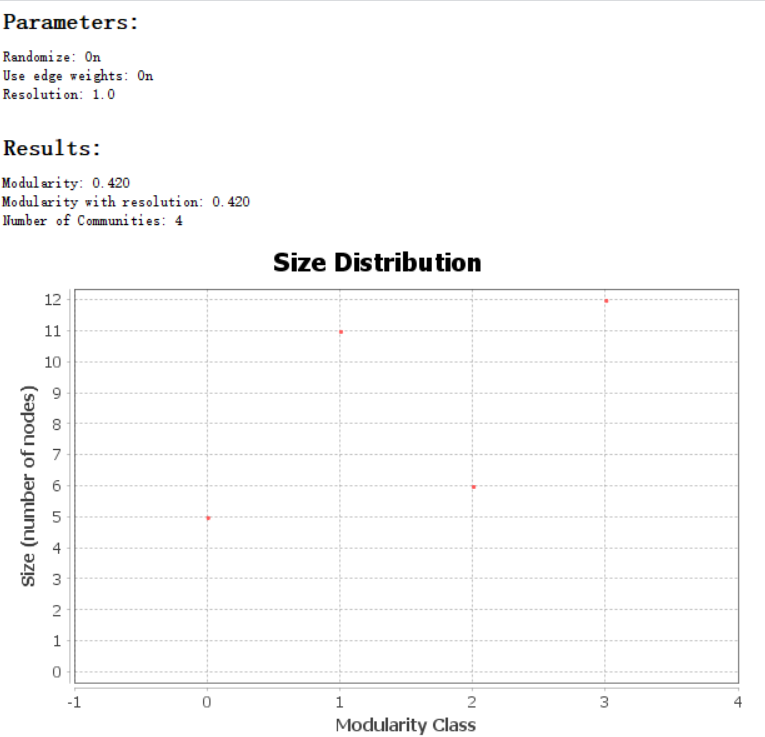 Parameters:
Randomize: On
Use edge weights: On
Resolution: 1.0
Results:
Modularity: 0.420
Modularity with resolution: 0.420
Number of Communities: 4
Size Distribution
Size (number of nodes)
12
11
10
9
8
7
6
5
4
3
2
1
0
-1 0 1 2 3 4
Modularity Class